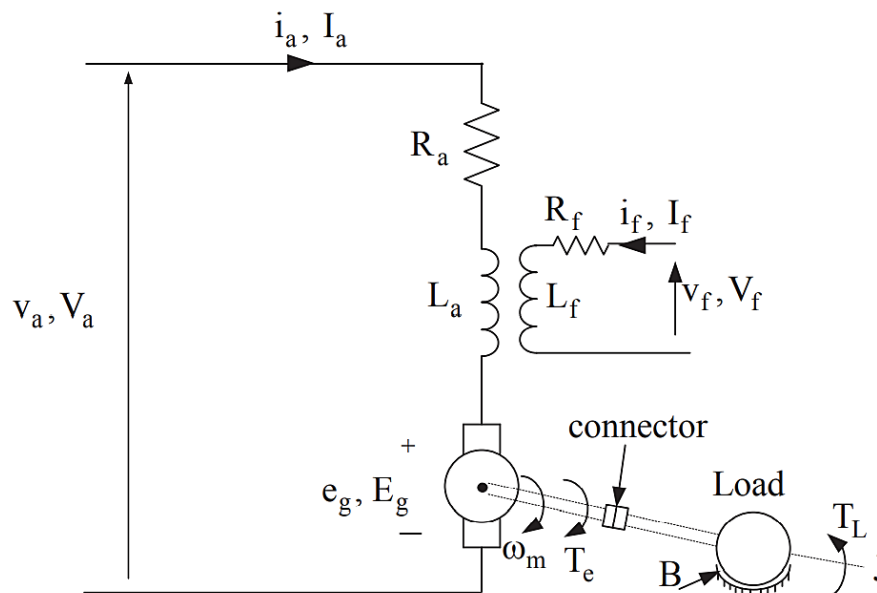 i_a, I_a
R_a
R_f
i_f, I_f
v_a, V_a
L_a
L_f
v_f, V_f
connector
+
e_g, E_g
Load
T_L
−
ω_m
T_e
B